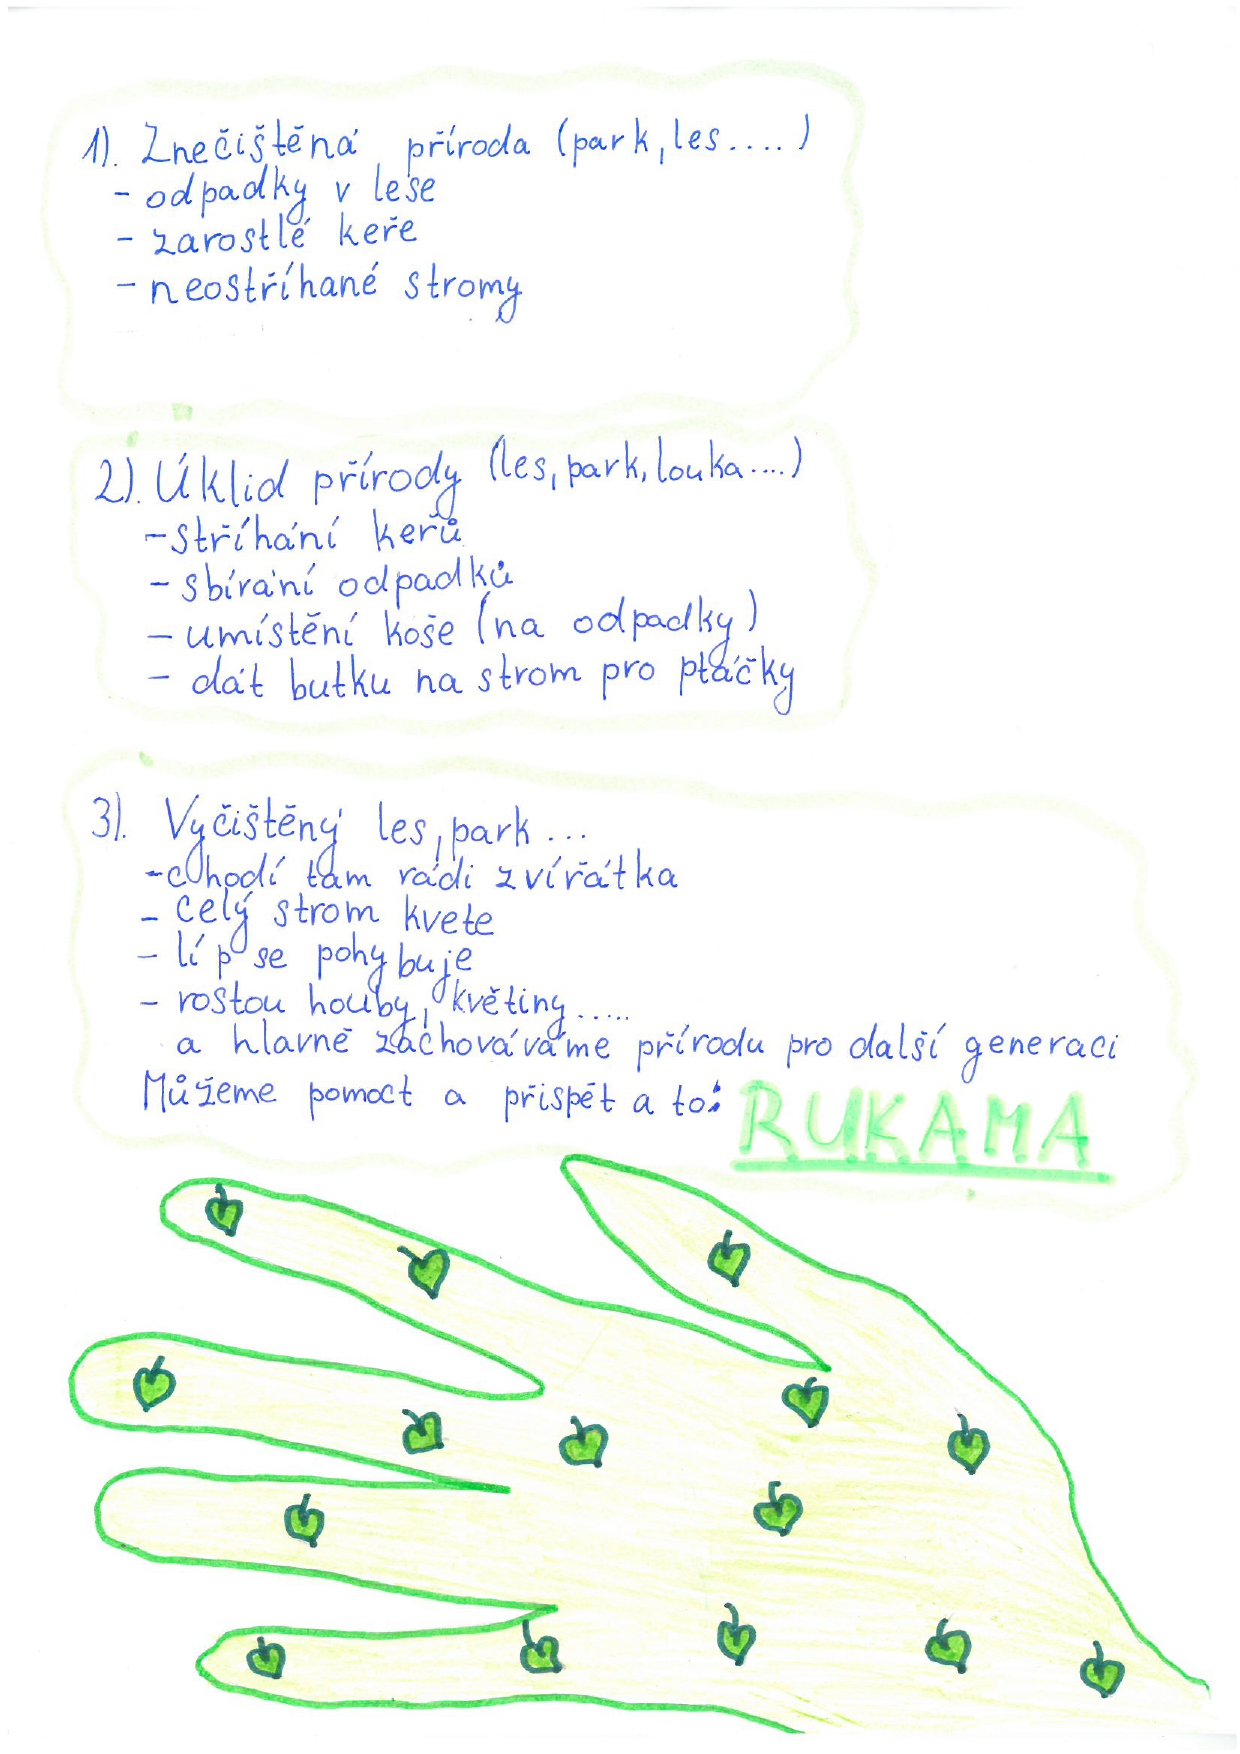 1). Znečištěná příroda (park, les....)
- odpadky v lese
- zarostlé keře
- neostříhané stromy
2). Úklid přírody (les, park, louka....)
- stříhání keřů
- sbírání odpadků
- umístění koše (na odpadky)
- dát butku na strom pro ptáčky
3). Vyčištěný les, park...
- chodí tam rádi zvířátka
- celý strom kvete
- líp se pohybuje
- rostou houby, květiny.....
a hlavně zachováváme přírodu pro další generaci
Můžeme pomoct a přispět a to: RUKAMA